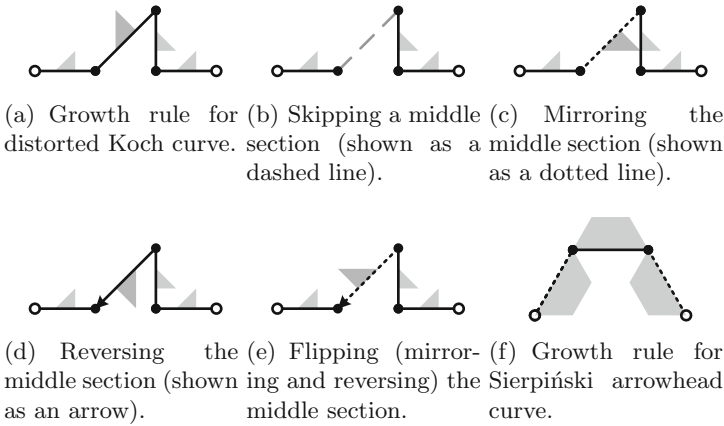 (a) Growth rule for distorted Koch curve.
(b) Skipping a middle section (shown as a dashed line).
(c) Mirroring the middle section (shown as a dotted line).
(d) Reversing the middle section (shown as an arrow).
(e) Flipping (mirror-
ing and reversing) the middle section.
(f) Growth rule for Sierpiński arrowhead curve.